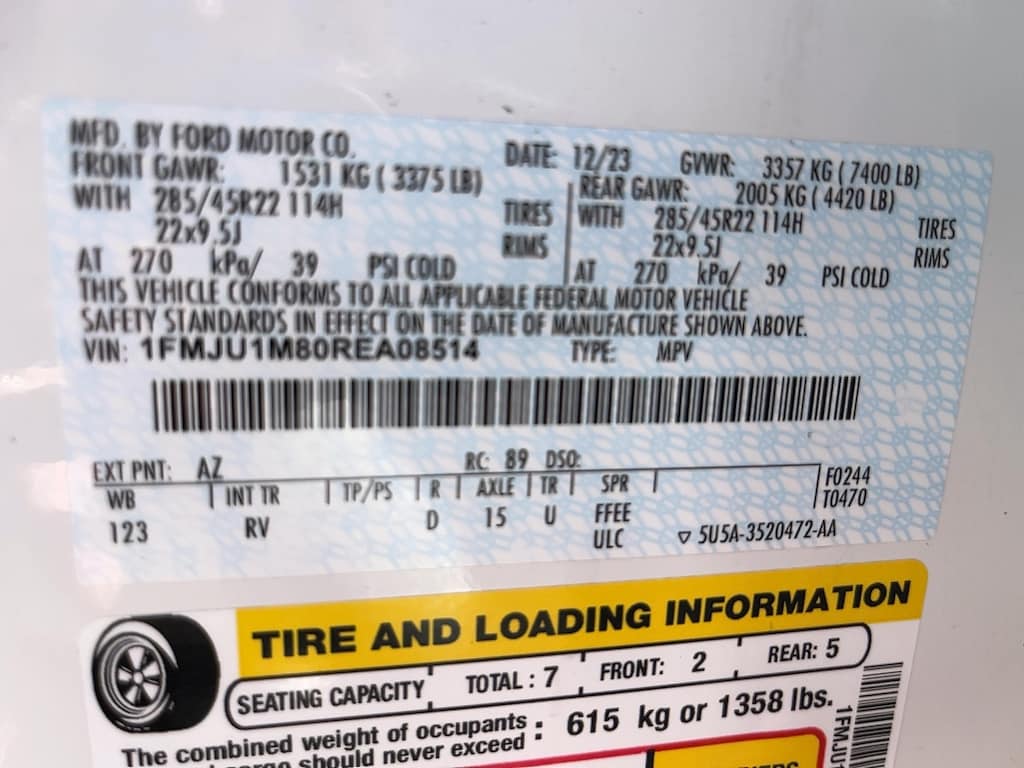 MFD. BY FORD MOTOR CO.
DATE: 12/23 GVWR: 3357 KG ( 7400 LB)
FRONT GAWR: 1531 KG ( 3375 LB)
REAR GAWR: 2005 KG ( 4420 LB)
WITH 285/45R22 114H TIRES
WITH 285/45R22 114H TIRES
22x9.5J RIMS
22x9.5J RIMS
AT 270 kPa/ 39 PSI COLD
AT 270 kPa/ 39 PSI COLD
THIS VEHICLE CONFORMS TO ALL APPLICABLE FEDERAL MOTOR VEHICLE
SAFETY STANDARDS IN EFFECT ON THE DATE OF MANUFACTURE SHOWN ABOVE.
VIN: 1FMJU1M80REA08514 TYPE: MPV
EXT PNT: AZ RC: 89 DSO:
WB INT TR TP/PS R AXLE TR SPR F0244
T0470
123 RV D 15 U FFEE
ULC 5U5A-3520472-AA
TIRE AND LOADING INFORMATION
SEATING CAPACITY TOTAL : 7 FRONT: 2 REAR: 5
The combined weight of occupants : 615 kg or 1358 lbs.
should never exceed
1FMJU1